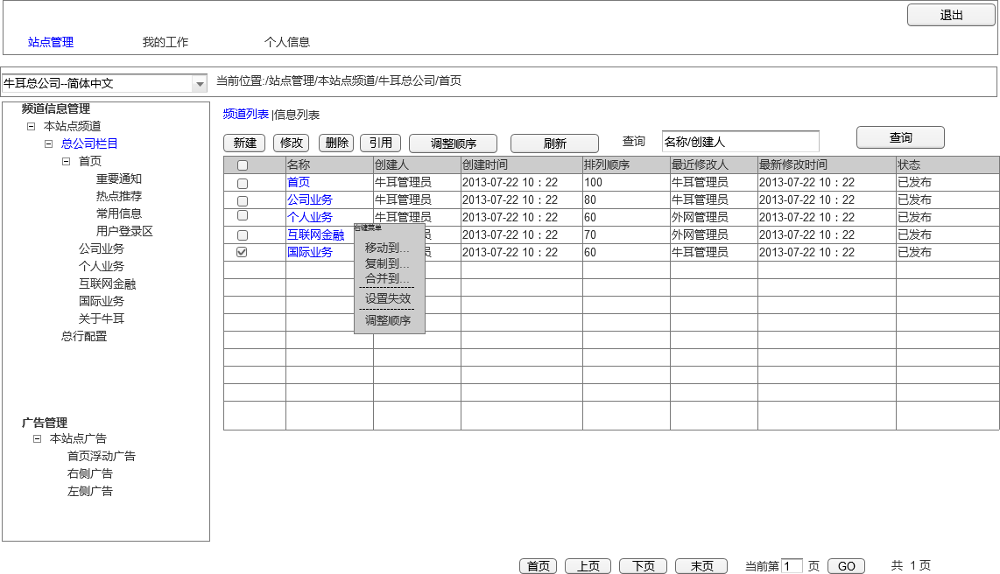 退出
站点管理 我的工作 个人信息
牛耳总公司--简体中文 当前位置:/站点管理/本站点频道/牛耳总公司/首页
频道信息管理
本站点频道
总公司栏目
首页
重要通知
热点推荐
常用信息
用户登录区
公司业务
个人业务
互联网金融
国际业务
关于牛耳
总行配置
广告管理
本站点广告
首页浮动广告
右侧广告
左侧广告
频道列表 |信息列表
新建 修改 删除 引用 调整顺序 刷新 查询 名称/创建人 查询
名称 创建人 创建时间 排列顺序 最近修改人 最新修改时间 状态
首页 牛耳管理员 2013-07-22 10：22 100 牛耳管理员 2013-07-22 10：22 已发布
公司业务 牛耳管理员 2013-07-22 10：22 80 牛耳管理员 2013-07-22 10：22 已发布
个人业务 牛耳管理员 2013-07-22 10：22 60 外网管理员 2013-07-22 10：22 已发布
互联网金融 员 2013-07-22 10：22 70 外网管理员 2013-07-22 10：22 已发布
国际业务 员 2013-07-22 10：22 60 牛耳管理员 2013-07-22 10：22 已发布
右键菜单
移动到...
复制到...
合并到...
设置失效
调整顺序
首页 上页 下页 末页 当前第 1 页 GO 共 1 页